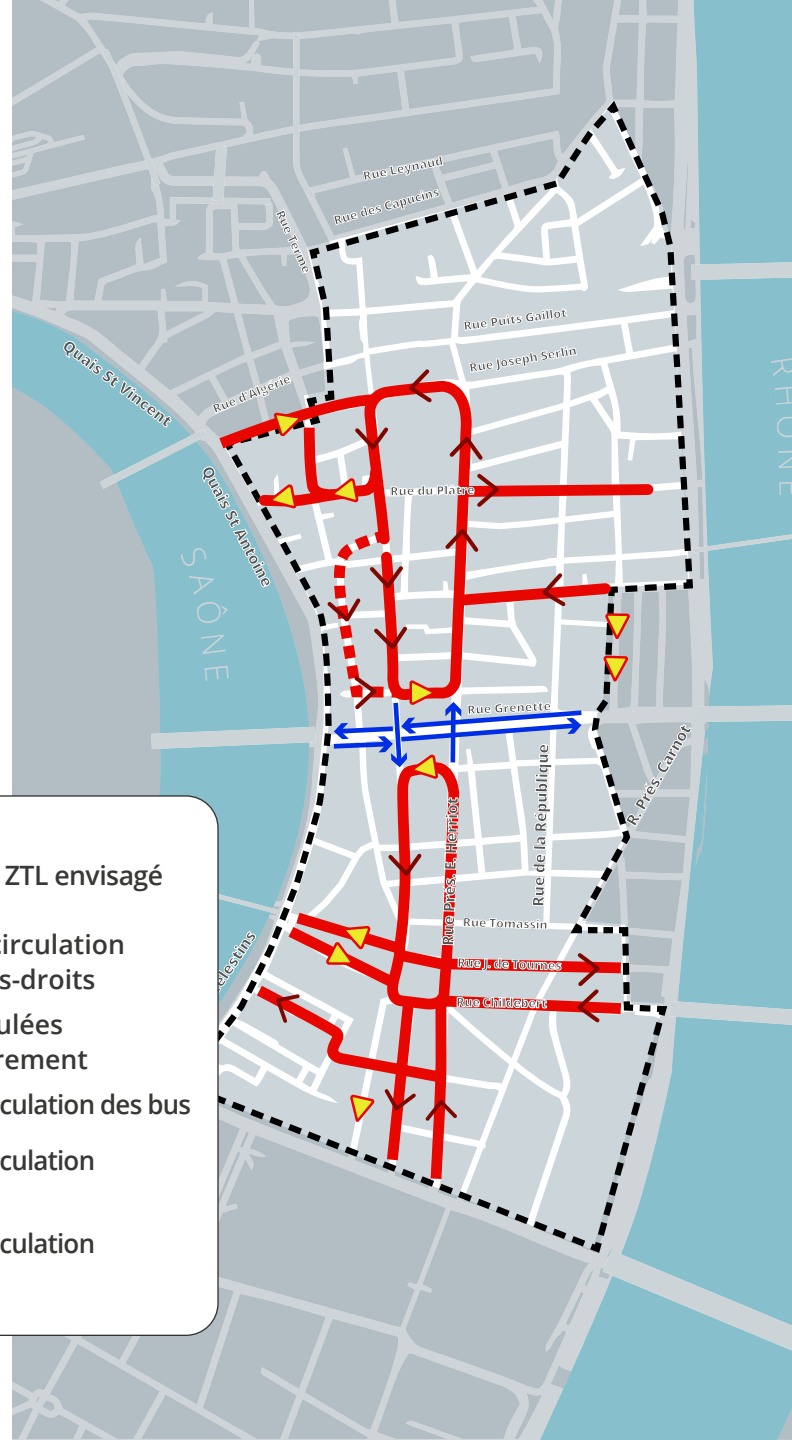 Rue Leynaud
Rue des Capucins
Rue Terme
Rue Puits Gaillot
Rue Joseph Serlin
Quais St Vincent
Rue d'Algérie
RHÔNE
Quais St Antoine
Rue du Platre
SAÔNE
Rue Grenette
R. Prés. Carnot
Rue de la République
Rue Prés. E. Herriot
Rue Tomassin
Rue J. de Tournes
Rue Childebert
élestins
ZTL envisagé
circulation
s-droits
ulées
rement
culation des bus
culation
culation